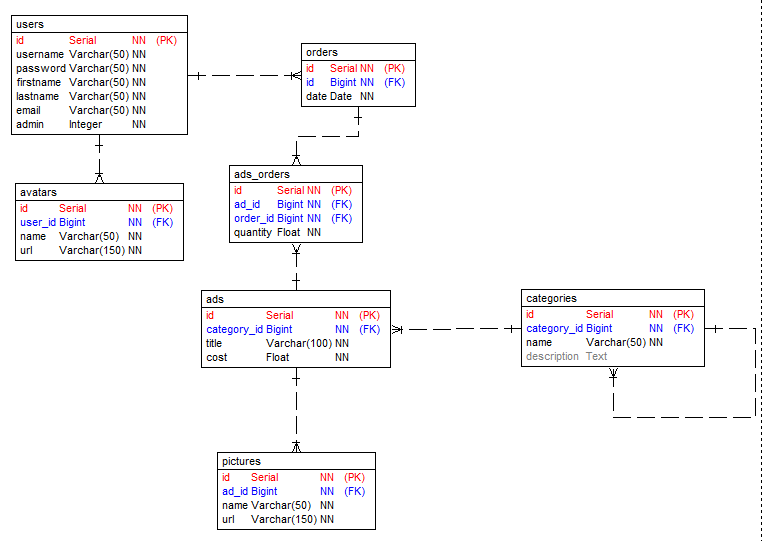 users
id Serial NN (PK)
username Varchar(50) NN
password Varchar(50) NN
firstname Varchar(50) NN
lastname Varchar(50) NN
email Varchar(50) NN
admin Integer NN
orders
id Serial NN (PK)
id Bigint NN (FK)
date Date NN
avatars
id Serial NN (PK)
user_id Bigint NN (FK)
name Varchar(50) NN
url Varchar(150) NN
ads_orders
id Serial NN (PK)
ad_id Bigint NN (FK)
order_id Bigint NN (FK)
quantity Float NN
ads
id Serial NN (PK)
category_id Bigint NN (FK)
title Varchar(100) NN
cost Float NN
categories
id Serial NN (PK)
category_id Bigint NN (FK)
name Varchar(50) NN
description Text
pictures
id Serial NN (PK)
ad_id Bigint NN (FK)
name Varchar(50) NN
url Varchar(150) NN